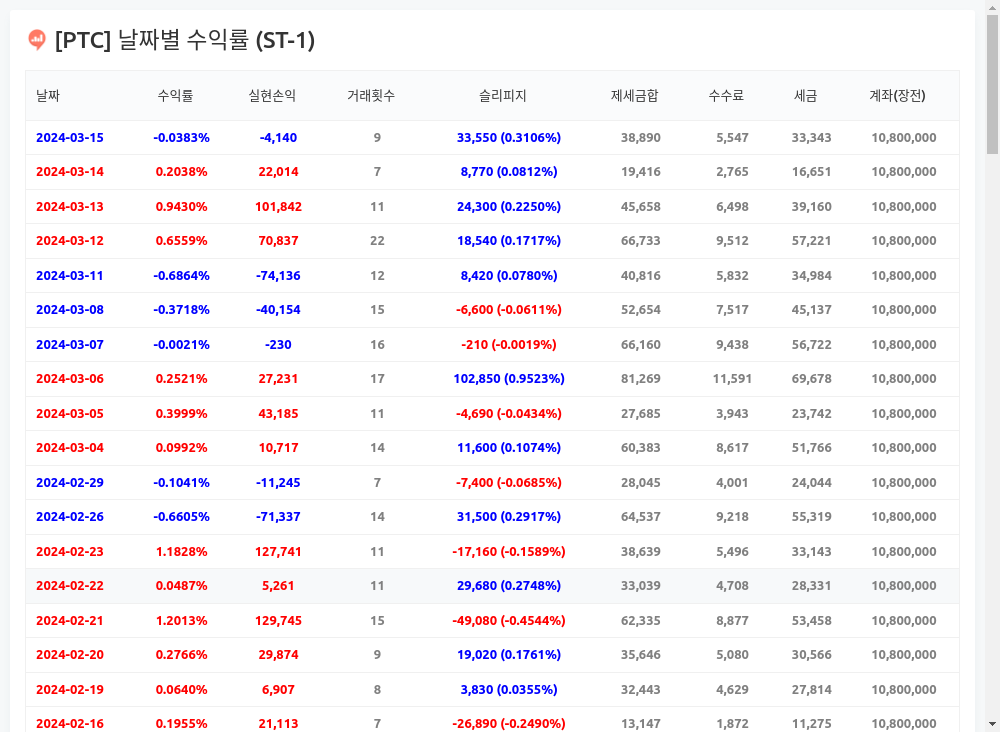 [PTC] 날짜별 수익률 (ST-1)
날짜 수익률 실현손익 거래횟수 슬리피지 제세금합 수수료 세금 계좌(장전)
2024-03-15 -0.0383% -4,140 9 33,550 (0.3106%) 38,890 5,547 33,343 10,800,000
2024-03-14 0.2038% 22,014 7 8,770 (0.0812%) 19,416 2,765 16,651 10,800,000
2024-03-13 0.9430% 101,842 11 24,300 (0.2250%) 45,658 6,498 39,160 10,800,000
2024-03-12 0.6559% 70,837 22 18,540 (0.1717%) 66,733 9,512 57,221 10,800,000
2024-03-11 -0.6864% -74,136 12 8,420 (0.0780%) 40,816 5,832 34,984 10,800,000
2024-03-08 -0.3718% -40,154 15 -6,600 (-0.0611%) 52,654 7,517 45,137 10,800,000
2024-03-07 -0.0021% -230 16 -210 (-0.0019%) 66,160 9,438 56,722 10,800,000
2024-03-06 0.2521% 27,231 17 102,850 (0.9523%) 81,269 11,591 69,678 10,800,000
2024-03-05 0.3999% 43,185 11 -4,690 (-0.0434%) 27,685 3,943 23,742 10,800,000
2024-03-04 0.0992% 10,717 14 11,600 (0.1074%) 60,383 8,617 51,766 10,800,000
2024-02-29 -0.1041% -11,245 7 -7,400 (-0.0685%) 28,045 4,001 24,044 10,800,000
2024-02-26 -0.6605% -71,337 14 31,500 (0.2917%) 64,537 9,218 55,319 10,800,000
2024-02-23 1.1828% 127,741 11 -17,160 (-0.1589%) 38,639 5,496 33,143 10,800,000
2024-02-22 0.0487% 5,261 11 29,680 (0.2748%) 33,039 4,708 28,331 10,800,000
2024-02-21 1.2013% 129,745 15 -49,080 (-0.4544%) 62,335 8,877 53,458 10,800,000
2024-02-20 0.2766% 29,874 9 19,020 (0.1761%) 35,646 5,080 30,566 10,800,000
2024-02-19 0.0640% 6,907 8 3,830 (0.0355%) 32,443 4,629 27,814 10,800,000
2024-02-16 0.1955% 21,113 7 -26,890 (-0.2490%) 13,147 1,872 11,275 10,800,000